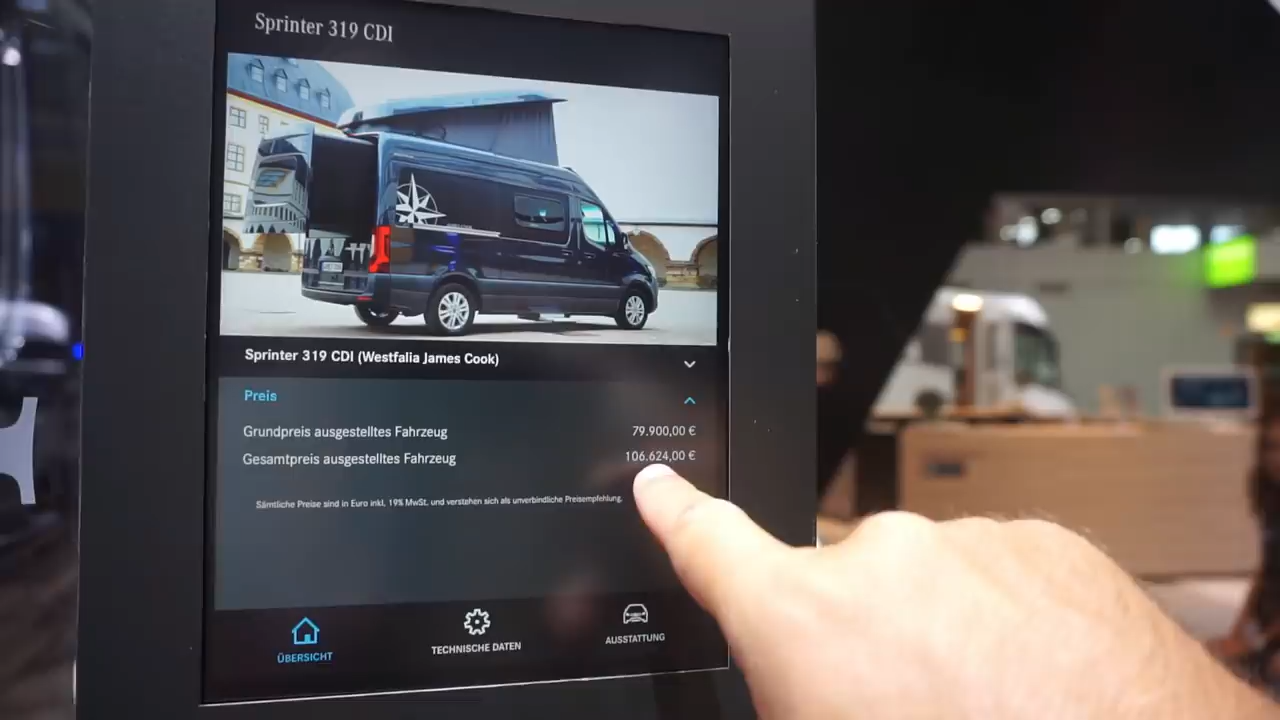 Sprinter 319 CDI
Sprinter 319 CDI (Westfalia James Cook)
Preis
Grundpreis ausgestelltes Fahrzeug 79.900,00 €
Gesamtpreis ausgestelltes Fahrzeug 106.624,00 €
Sämtliche Preise sind in Euro inkl. 19% MwSt. und verstehen sich als unverbindliche Preisempfehlung.
ÜBERSICHT TECHNISCHE DATEN AUSSTATTUNG